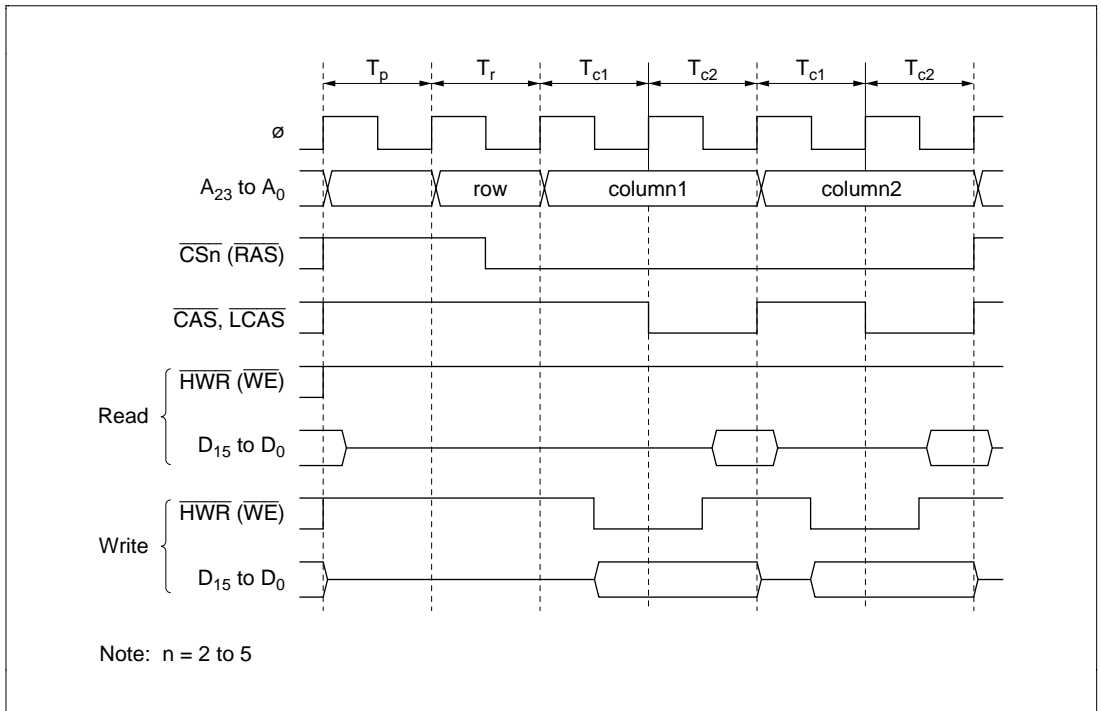 Tp Tr Tc1 Tc2 Tc1 Tc2
ø
A23 to A0 row column1 column2
CSn (RAS)
CAS, LCAS
Read
HWR (WE)
D15 to D0
Write
HWR (WE)
D15 to D0
Note: n = 2 to 5